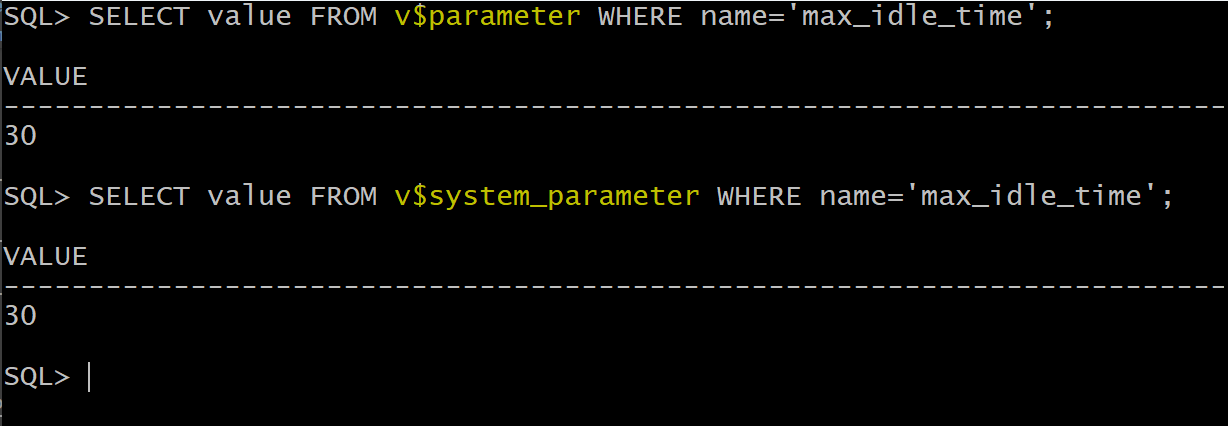 SQL> SELECT value FROM v$parameter WHERE name='max_idle_time';
VALUE
--------------------------------------------------------------------------------
30
SQL> SELECT value FROM v$system_parameter WHERE name='max_idle_time';
VALUE
--------------------------------------------------------------------------------
30
SQL>